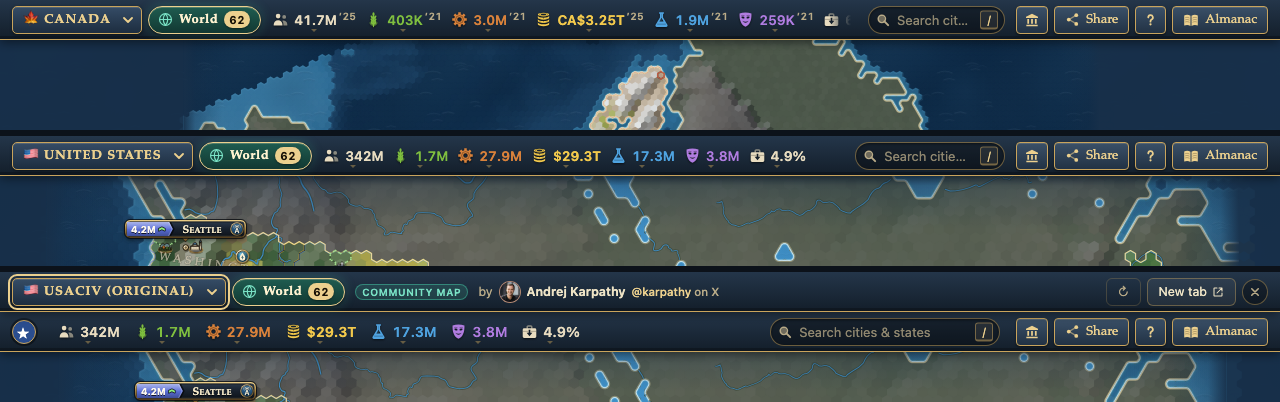 CANADA World 62 41.7M '25 403K '21 3.0M '21 CA$3.25T '21 1.9M '21 259K '21 Search cit... / Share ? Almanac
UNITED STATES World 62 342M 1.7M 27.9M $29.3T 17.3M 3.8M 4.9% Search citie... / Share ? Almanac
4.2M SEATTLE
WASHIN
USACIV (ORIGINAL) World 62 COMMUNITY MAP by Andrej Karpathy @karpathy on X New tab
342M 1.7M 27.9M $29.3T 17.3M 3.8M 4.9% Search cities & states / Share ? Almanac
4.2M SEATTLE